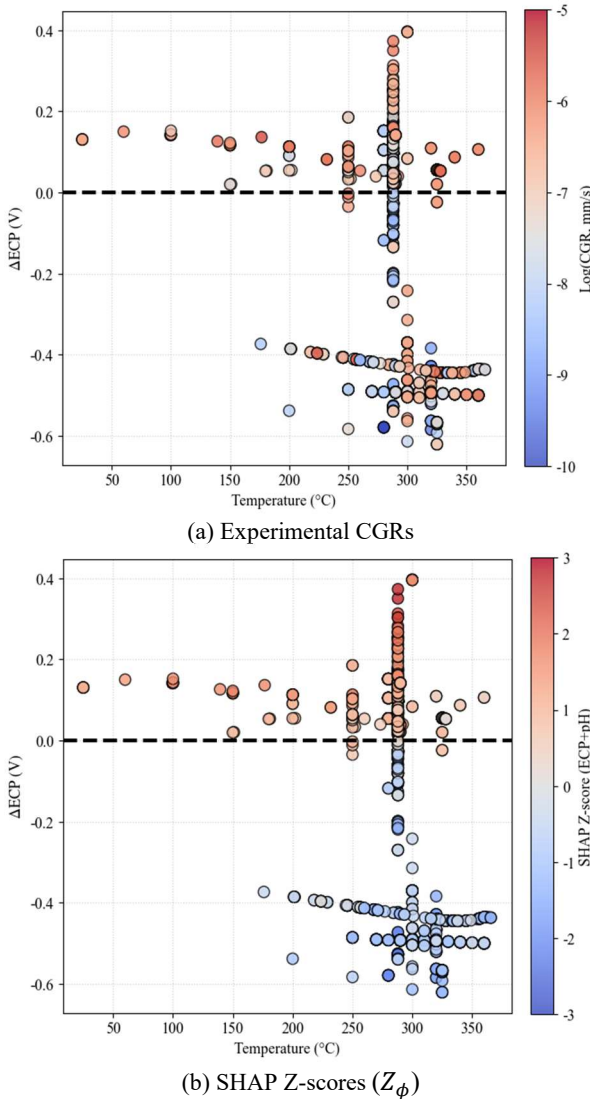 0.4
0.2
0.0
-0.2
-0.4
-0.6
ΔECP (V)
50 100 150 200 250 300 350
Temperature (°C)
-5
-6
-7
-8
-9
-10
Log(CGR, mm/s)
(a) Experimental CGRs
0.4
0.2
0.0
-0.2
-0.4
-0.6
ΔECP (V)
50 100 150 200 250 300 350
Temperature (°C)
3
2
1
0
-1
-2
-3
SHAP Z-score (ECP+pH)
(b) SHAP Z-scores (Z_ϕ)